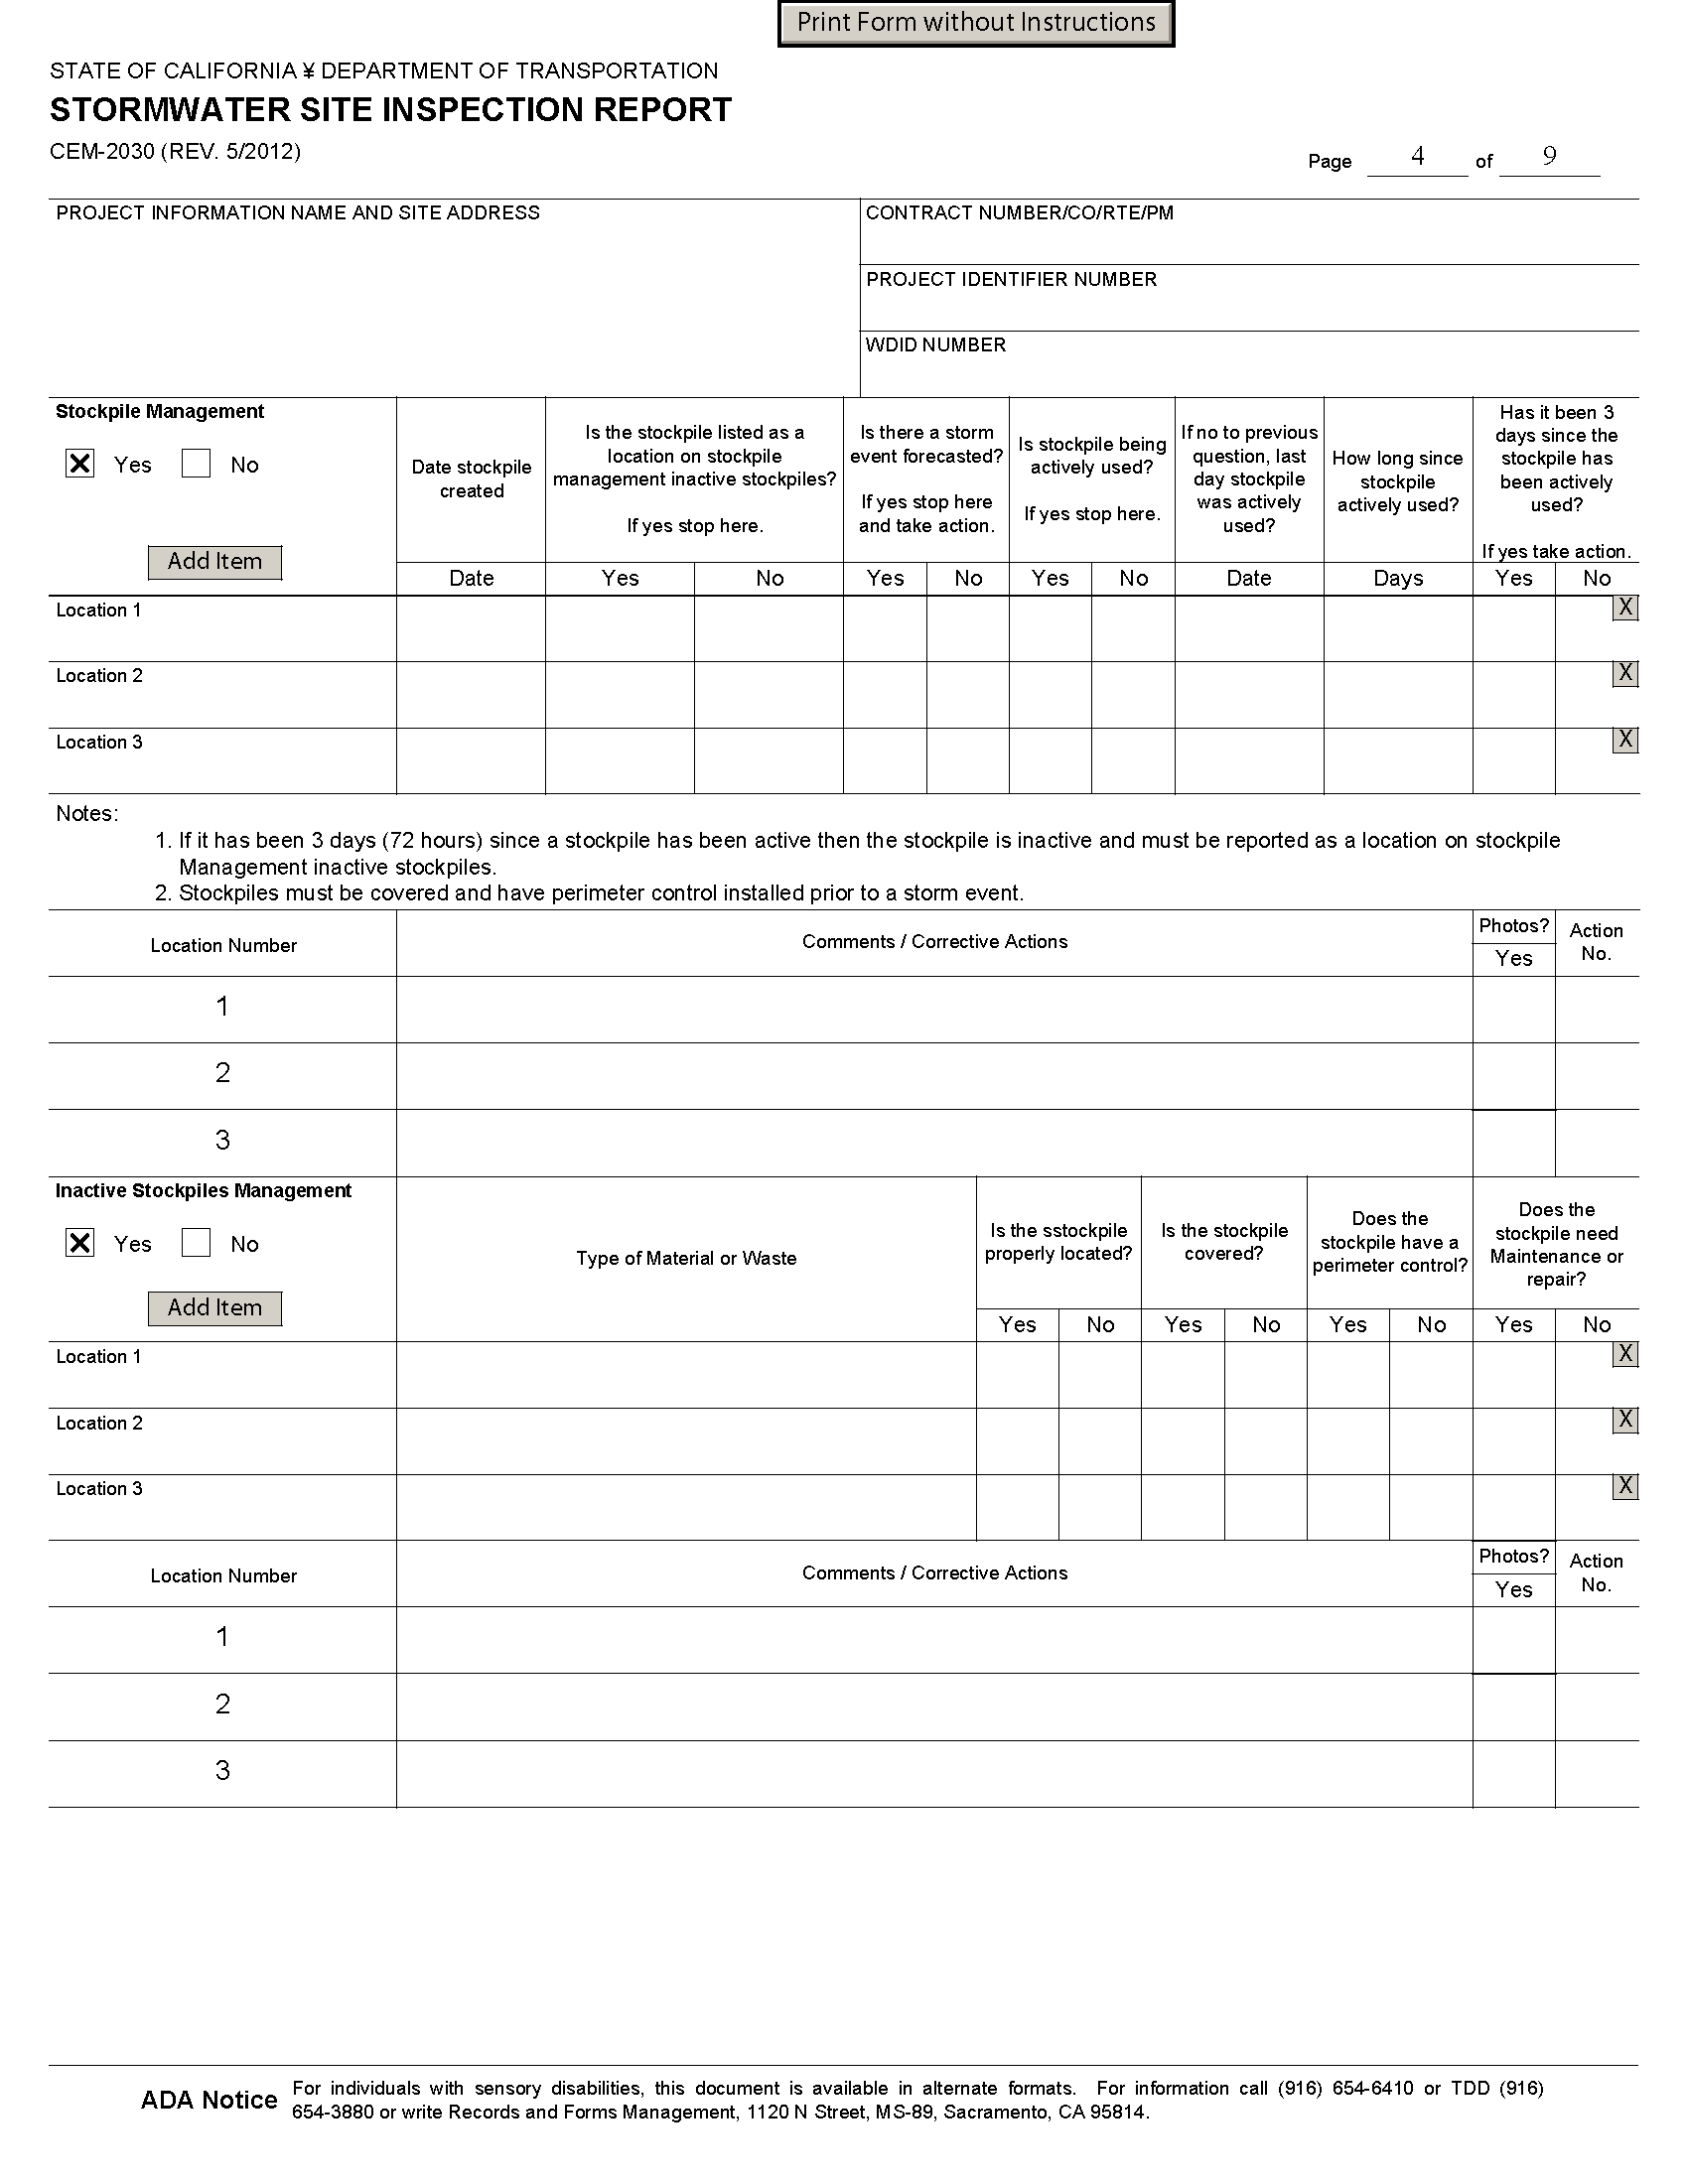 Print Form without Instructions
STATE OF CALIFORNIA ¥ DEPARTMENT OF TRANSPORTATION
STORMWATER SITE INSPECTION REPORT
CEM-2030 (REV. 5/2012)
Page 4 of 9
PROJECT INFORMATION NAME AND SITE ADDRESS
CONTRACT NUMBER/CO/RTE/PM
PROJECT IDENTIFIER NUMBER
WDID NUMBER
Stockpile Management
Yes No
Add Item
Date stockpile
created
Is the stockpile listed as a
location on stockpile
management inactive stockpiles?
If yes stop here.
Is there a storm
event forecasted?
If yes stop here
and take action.
Is stockpile being
actively used?
If yes stop here.
If no to previous
question, last
day stockpile
was actively
used?
How long since
stockpile
actively used?
Has it been 3
days since the
stockpile has
been actively
used?
If yes take action.
Date Yes No Yes No Yes No Date Days Yes No
Location 1 X
Location 2 X
Location 3 X
Notes:
1. If it has been 3 days (72 hours) since a stockpile has been active then the stockpile is inactive and must be reported as a location on stockpile
Management inactive stockpiles.
2. Stockpiles must be covered and have perimeter control installed prior to a storm event.
Location Number
Comments / Corrective Actions
Photos?
Yes
Action
No.
1
2
3
Inactive Stockpiles Management
Yes No
Add Item
Type of Material or Waste
Is the sstockpile
properly located?
Is the stockpile
covered?
Does the
stockpile have a
perimeter control?
Does the
stockpile need
Maintenance or
repair?
Yes No Yes No Yes No Yes No
Location 1 X
Location 2 X
Location 3 X
Location Number
Comments / Corrective Actions
Photos?
Yes
Action
No.
1
2
3
ADA Notice
For individuals with sensory disabilities, this document is available in alternate formats. For information call (916) 654-6410 or TDD (916)
654-3880 or write Records and Forms Management, 1120 N Street, MS-89, Sacramento, CA 95814.